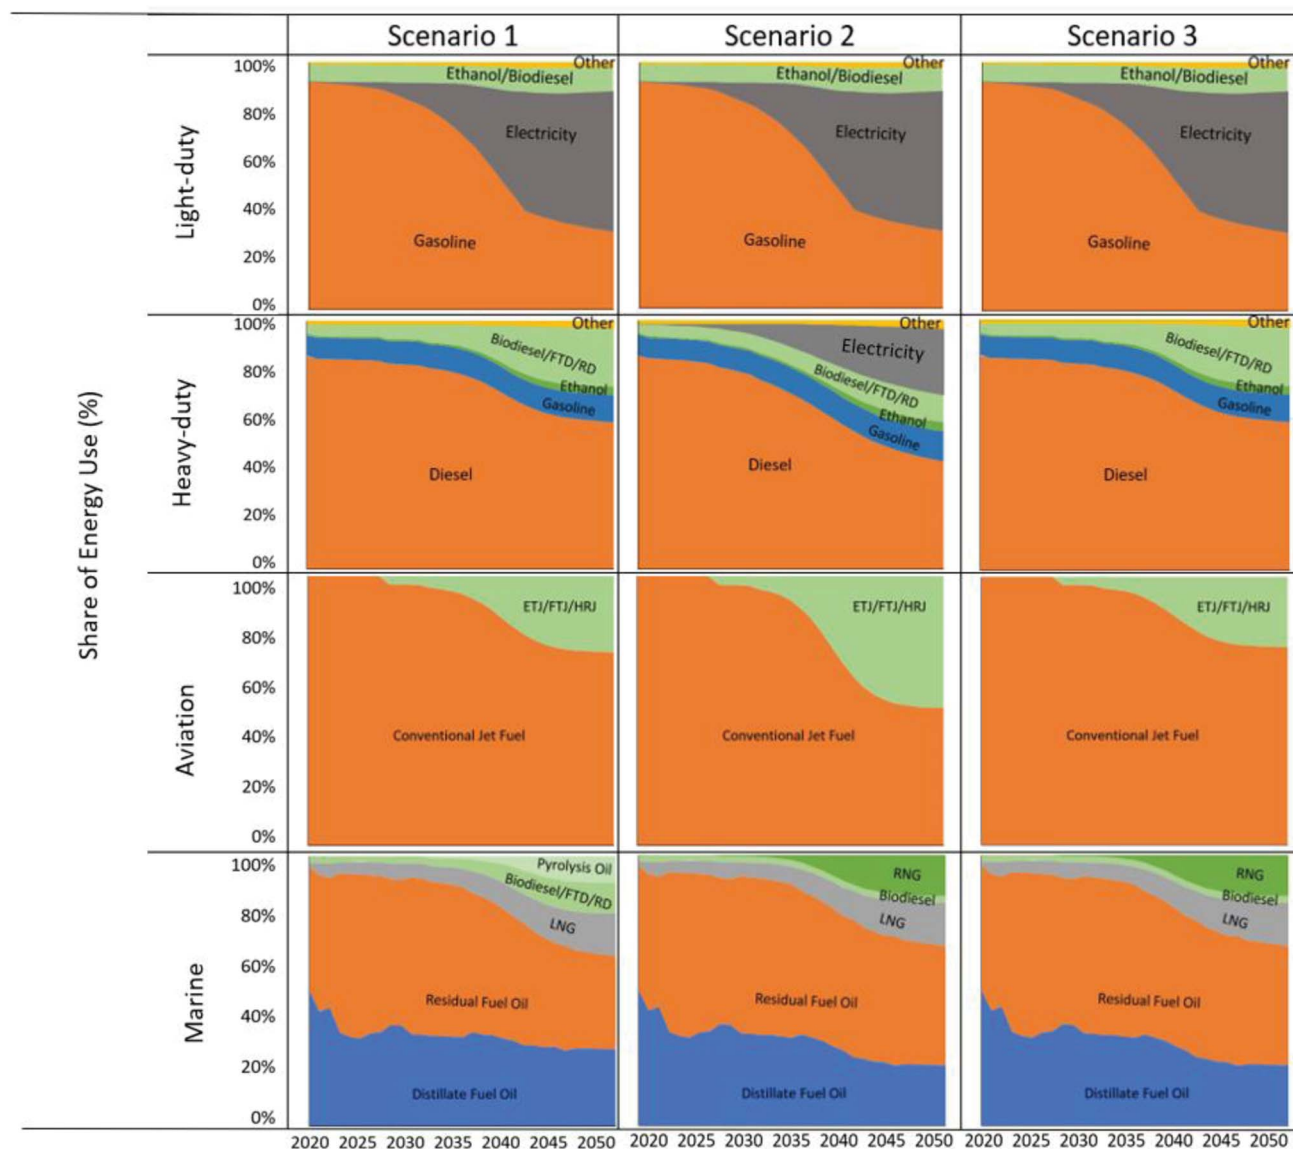 Scenario 1
Scenario 2
Scenario 3
Share of Energy Use (%)
Light-duty
100%
80%
60%
40%
20%
0%
Other
Ethanol/Biodiesel
Electricity
Gasoline
Other
Ethanol/Biodiesel
Electricity
Gasoline
Other
Ethanol/Biodiesel
Electricity
Gasoline
Heavy-duty
100%
80%
60%
40%
20%
0%
Other
Biodiesel/FTD/RD
Ethanol
Gasoline
Diesel
Other
Electricity
Biodiesel/FTD/RD
Ethanol
Gasoline
Diesel
Other
Biodiesel/FTD/RD
Ethanol
Gasoline
Diesel
Aviation
100%
80%
60%
40%
20%
0%
ETJ/FTJ/HRJ
Conventional Jet Fuel
ETJ/FTJ/HRJ
Conventional Jet Fuel
ETJ/FTJ/HRJ
Conventional Jet Fuel
Marine
100%
80%
60%
40%
20%
0%
Pyrolysis Oil
Biodiesel/FTD/RD
LNG
Residual Fuel Oil
Distillate Fuel Oil
RNG
Biodiesel
LNG
Residual Fuel Oil
Distillate Fuel Oil
RNG
Biodiesel
LNG
Residual Fuel Oil
Distillate Fuel Oil
2020 2025 2030 2035 2040 2045 2050
2020 2025 2030 2035 2040 2045 2050
2020 2025 2030 2035 2040 2045 2050